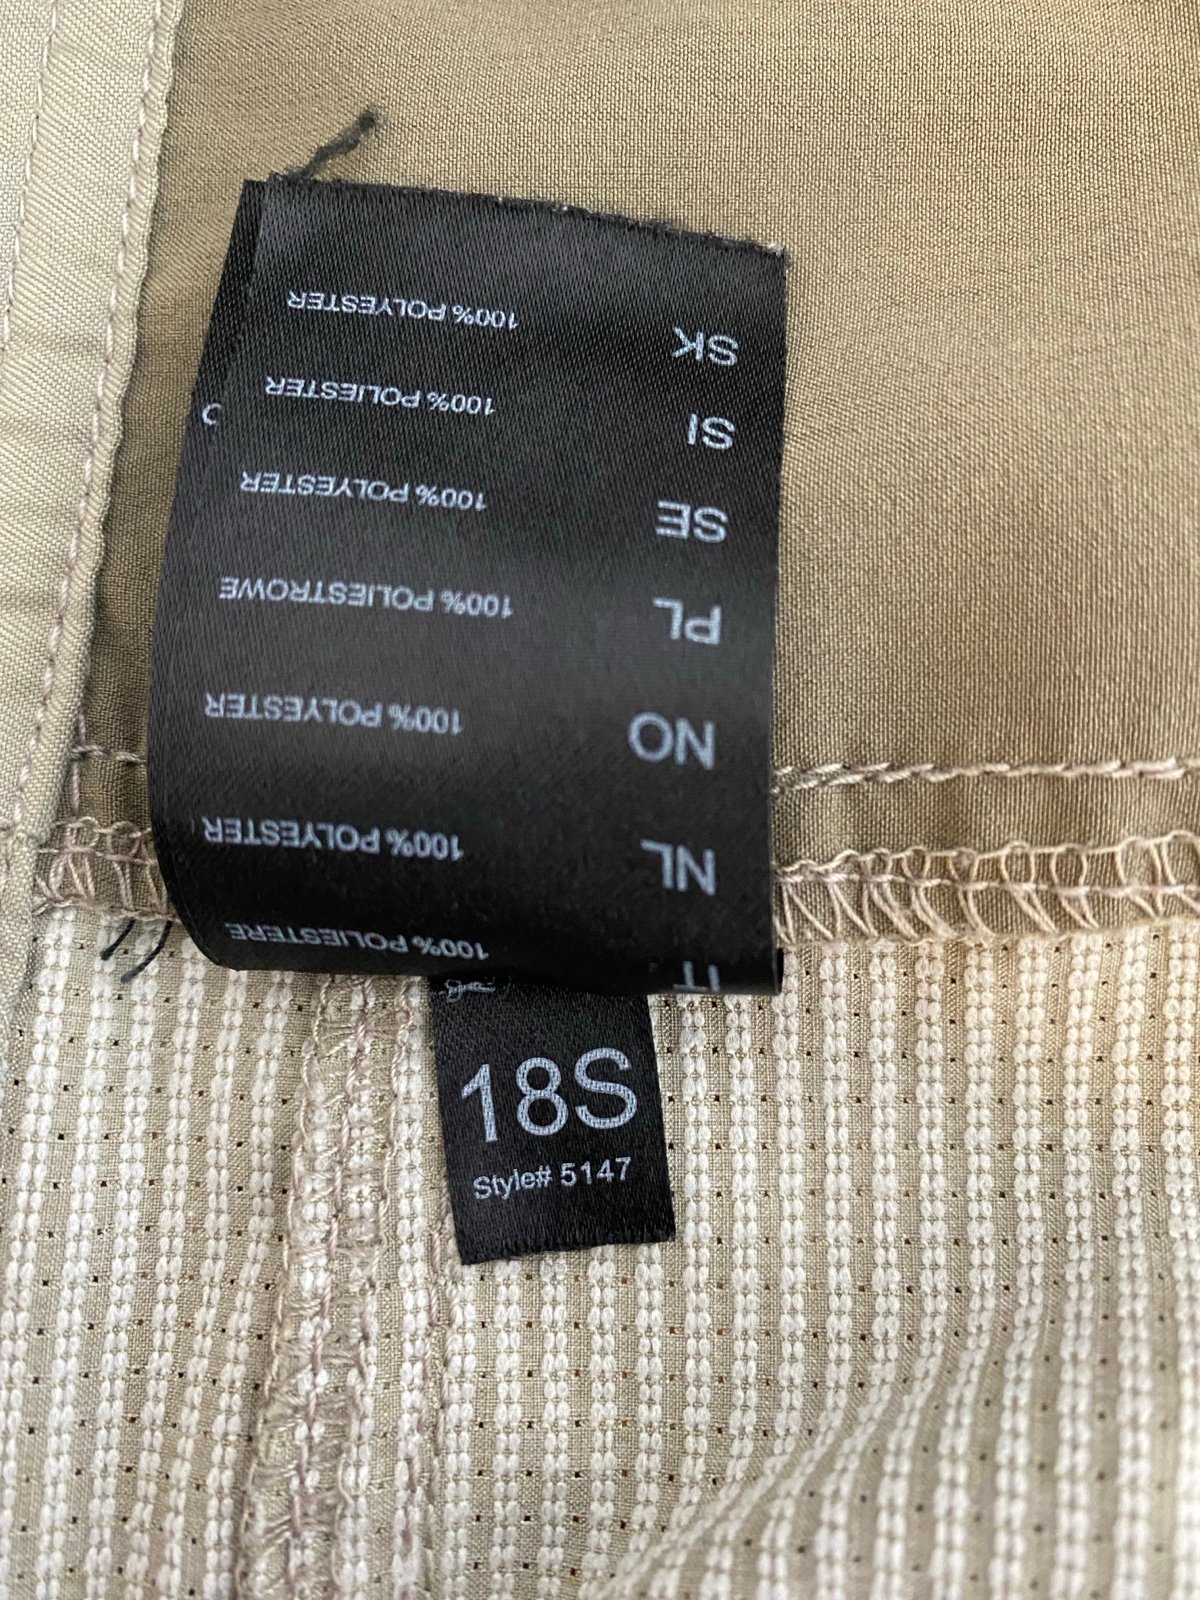 SK 100% POLYESTER
SI 100% POLIESTER
SE 100% POLYESTER
PL 100% POLIESTROWE
NO 100% POLYESTER
NL 100% POLYESTER
IT 100% POLIESTERE
18S
Style# 5147